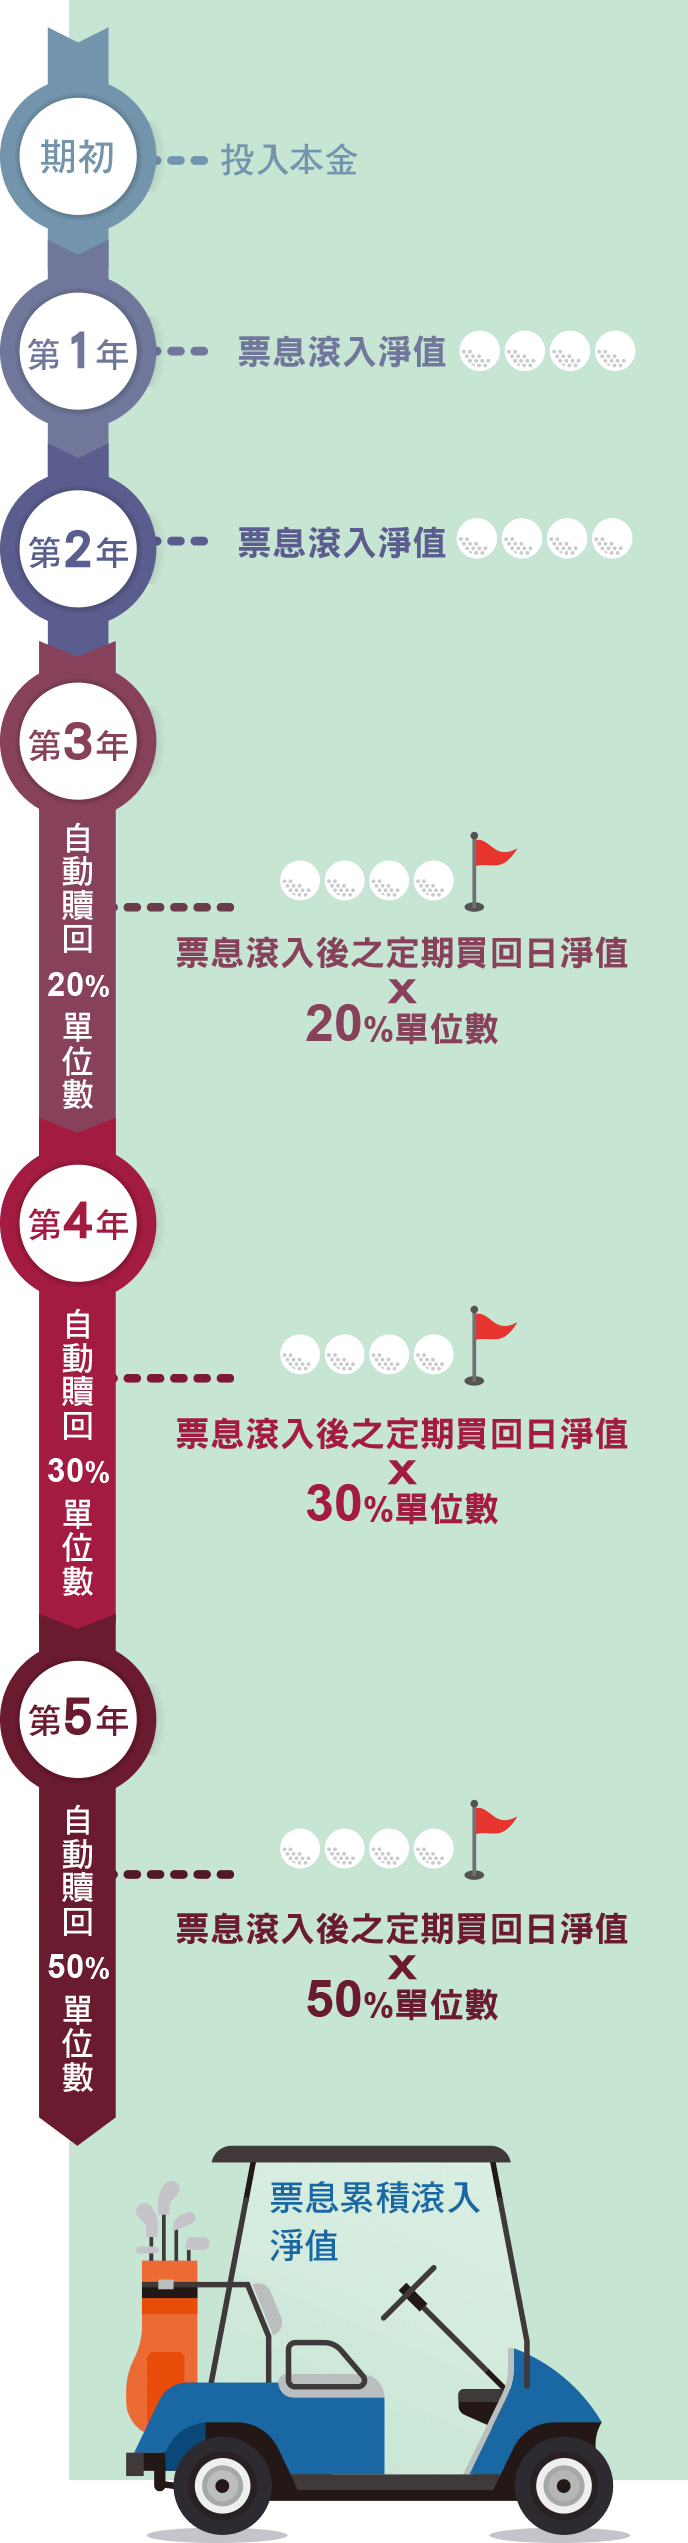 期初
投入本金
第1年
票息滾入淨值
第2年
票息滾入淨值
第3年
自動贖回
20%
單位數
票息滾入後之定期買回日淨值
x
20%單位數
第4年
自動贖回
30%
單位數
票息滾入後之定期買回日淨值
x
30%單位數
第5年
自動贖回
50%
單位數
票息滾入後之定期買回日淨值
x
50%單位數
票息累積滾入
淨值